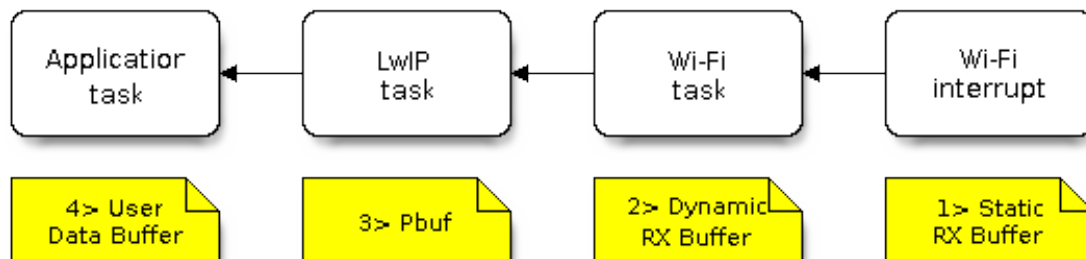 Application
task
LwIP
task
Wi-Fi
task
Wi-Fi
interrupt
4> User
Data Buffer
3> Pbuf
2> Dynamic
RX Buffer
1> Static
RX Buffer